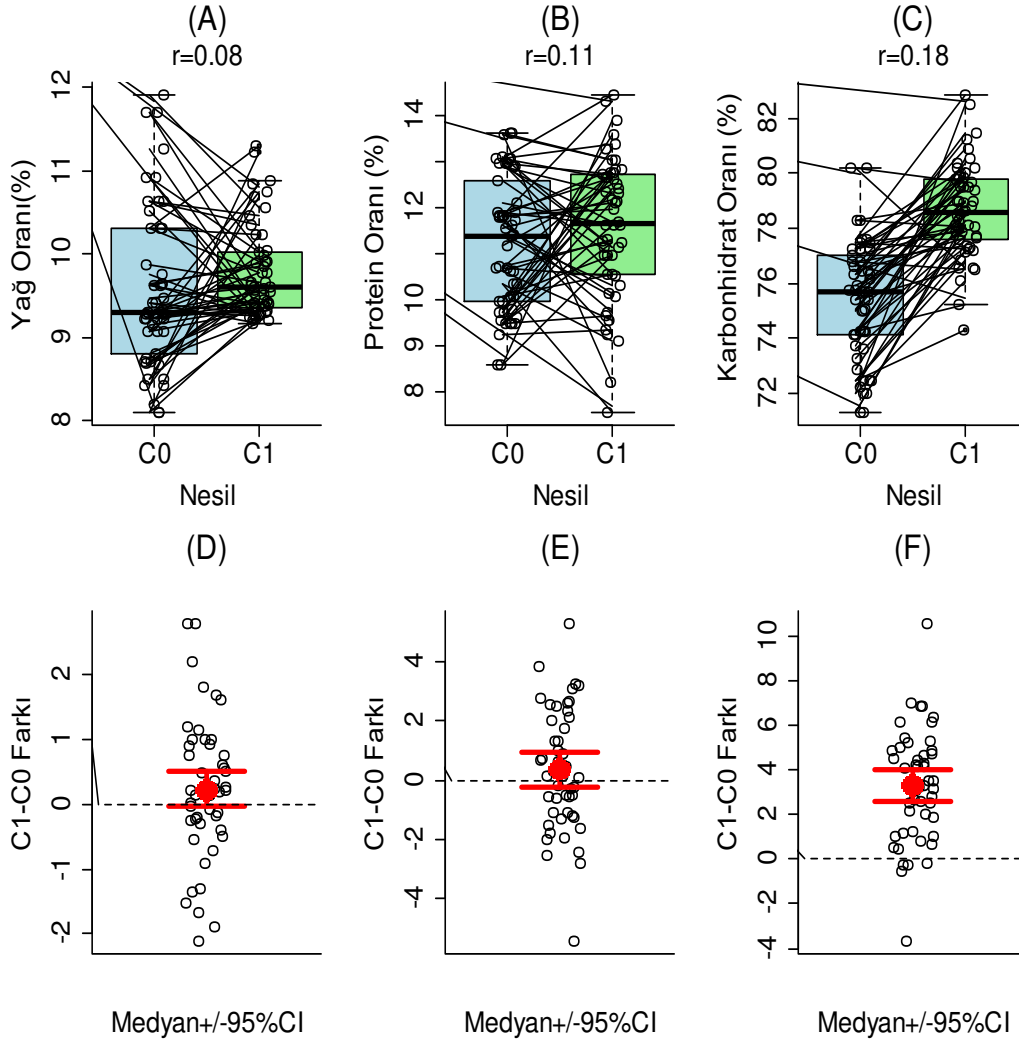 (A)
r=0.08
Yağ Oranı(%)
12
11
10
9
8
C0 C1
Nesil
(B)
r=0.11
Protein Oranı (%)
14
12
10
8
C0 C1
Nesil
(C)
r=0.18
Karbonhidrat Oranı (%)
82
80
78
76
74
72
C0 C1
Nesil
(D)
C1-C0 Farkı
2
1
0
-1
-2
Medyan+/-95%CI
(E)
C1-C0 Farkı
4
2
0
-2
-4
Medyan+/-95%CI
(F)
C1-C0 Farkı
10
8
6
4
2
0
-2
-4
Medyan+/-95%CI